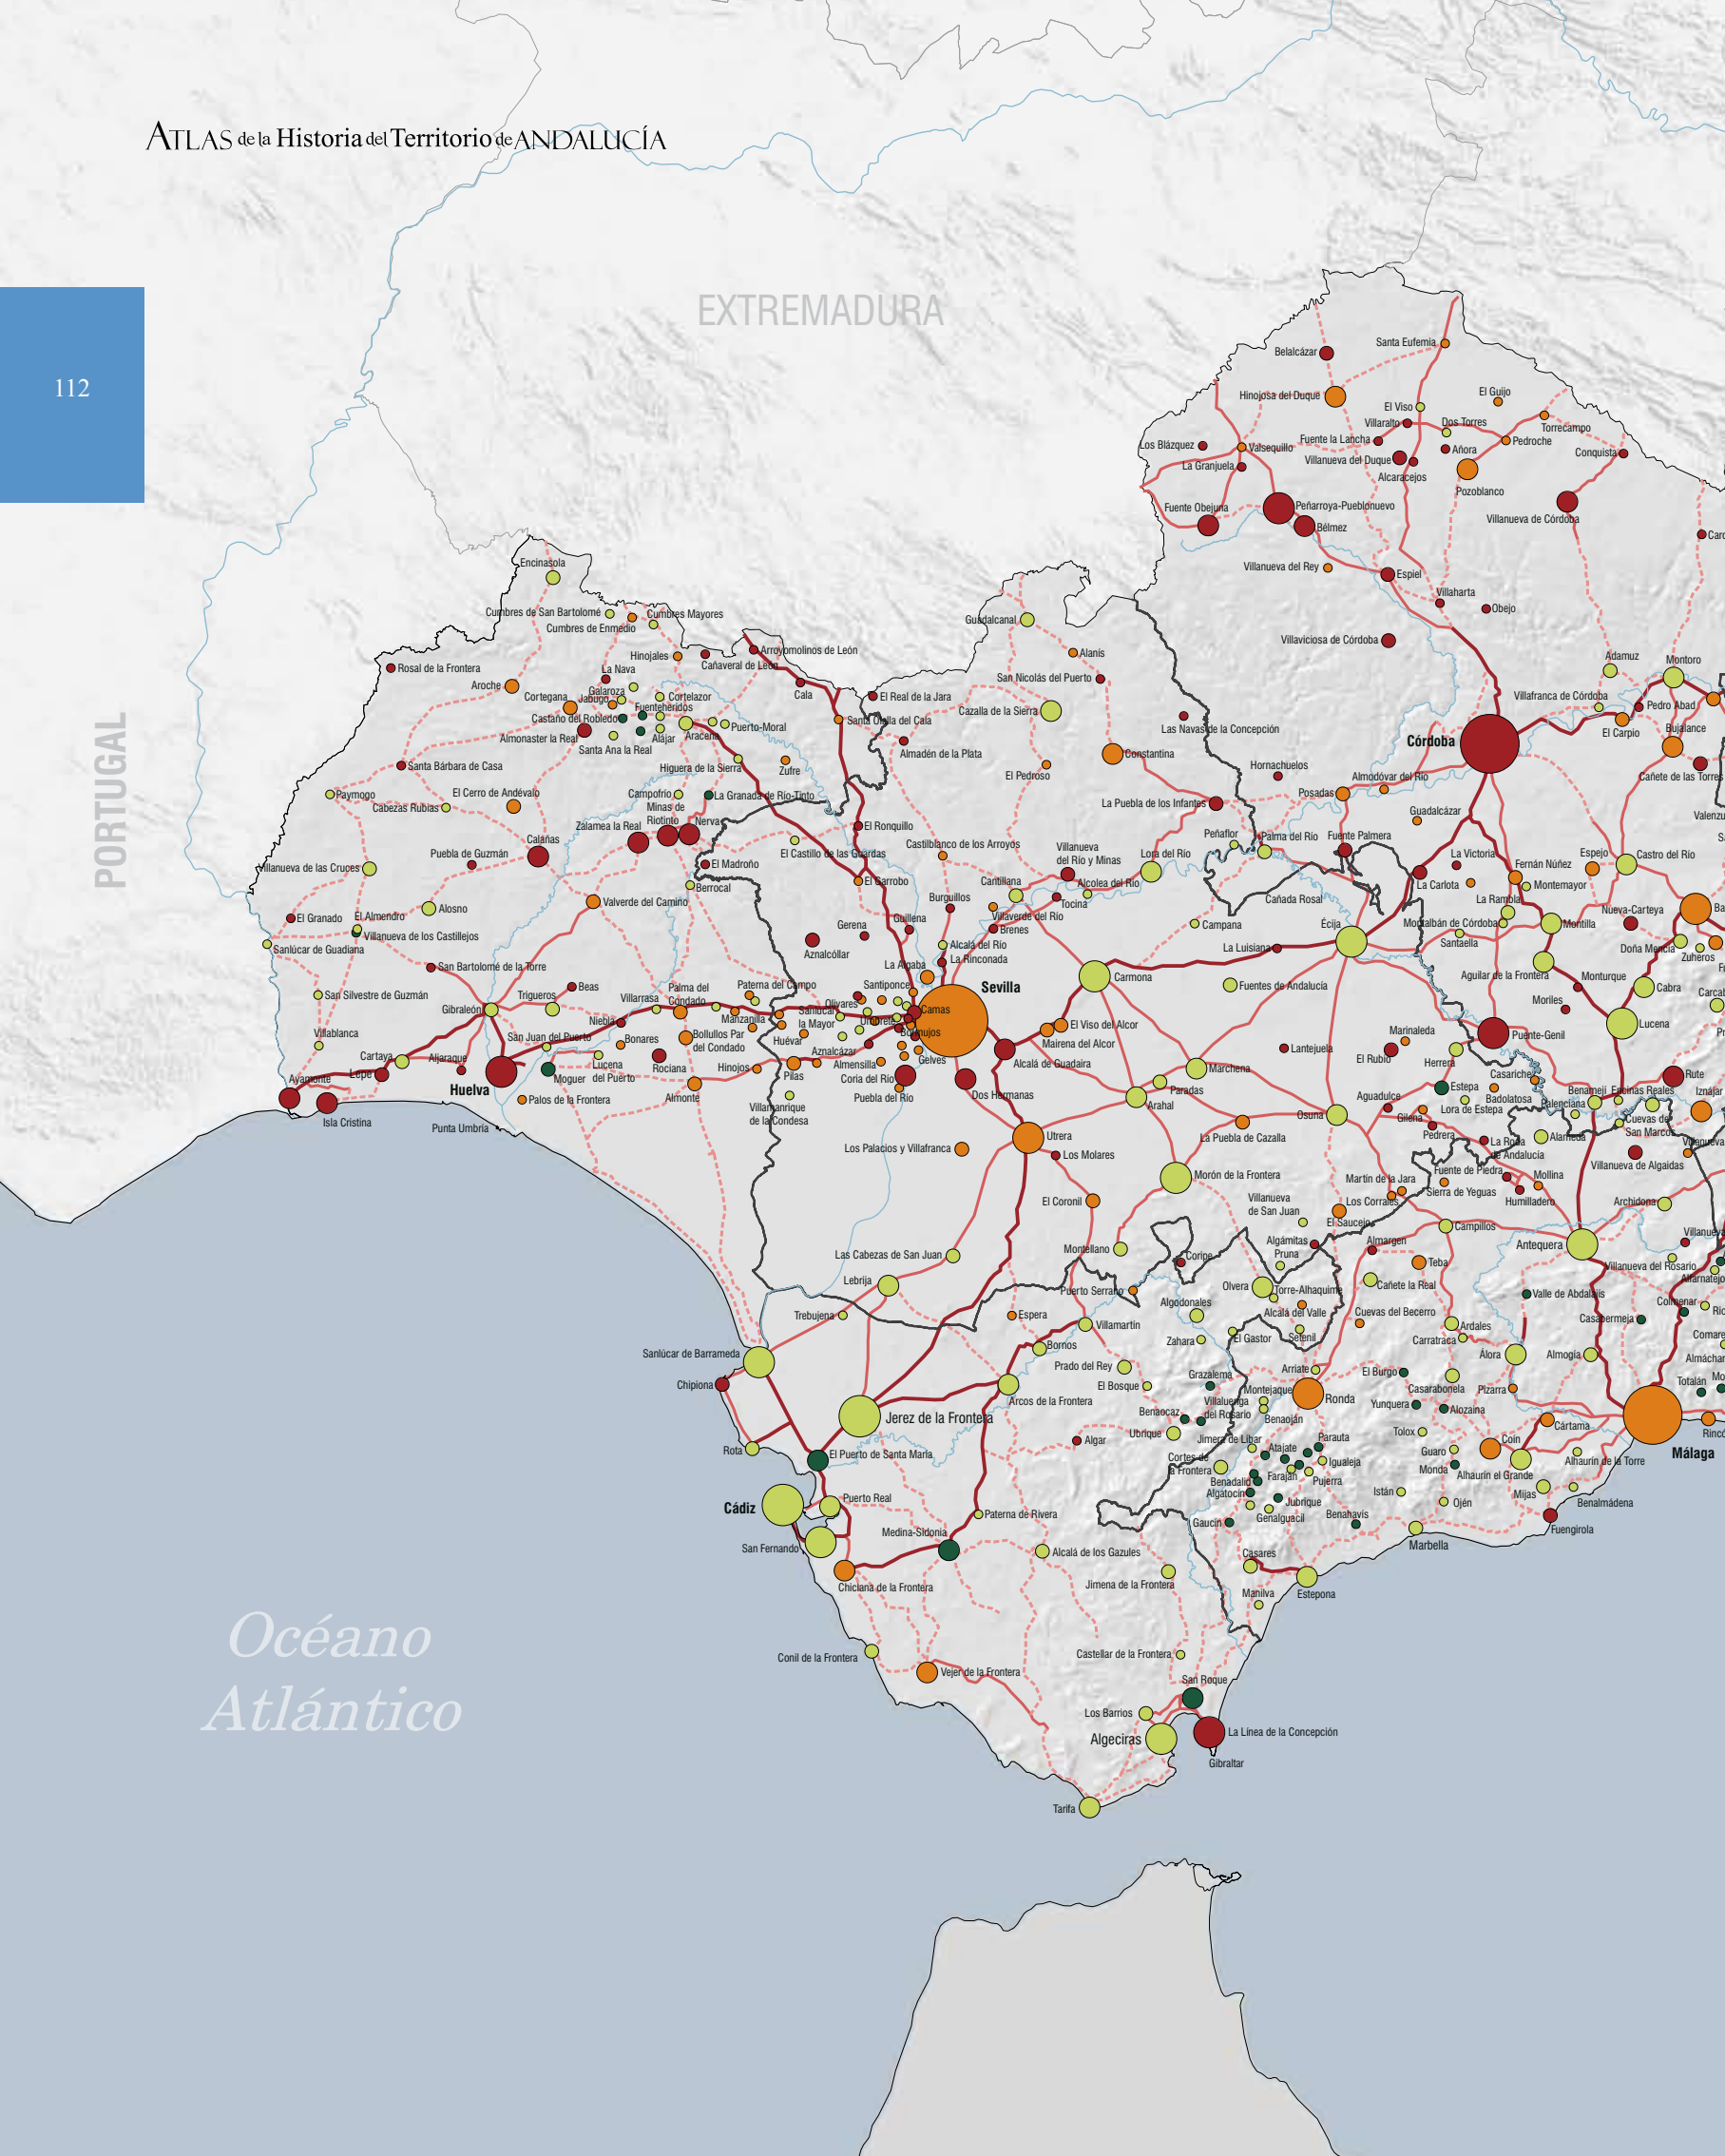 ATLAS de la Historia del Territorio de ANDALUCÍA
112
EXTREMADURA
PORTUGAL
Océano
Atlántico
Santa Eufemia
Belalcázar
Hinojosa del Duque
El Guijo
El Viso
Villaralto
Dos Torres
Torrecampo
Los Blázquez
Valsequillo
Fuente la Lancha
Pedroche
Añora
Conquista
La Granjuela
Villanueva del Duque
Alcaracejos
Pozoblanco
Fuente Obejuna
Peñarroya-Pueblonuevo
Bélmez
Villanueva de Córdoba
Villanueva del Rey
Espiel
Villaharta
Obejo
Villaviciosa de Córdoba
Adamuz
Montoro
Villafranca de Córdoba
Pedro Abad
El Carpio
Bujalance
Cañete de las Torres
Córdoba
Encinasola
Cumbres de San Bartolomé
Cumbres Mayores
Cumbres de Enmedio
Hinojales
Cañaveral de León
Arroyomolinos de León
Rosal de la Frontera
La Nava
Aroche
Galaroza
Cortegana
Jabugo
Cortelazor
Fuenteheridos
Castaño del Robledo
Puerto-Moral
Almonaster la Real
Alájar
Aracena
Santa Ana la Real
Cala
El Real de la Jara
Santa Olalla del Cala
Almadén de la Plata
Guadalcanal
Alanís
San Nicolás del Puerto
Cazalla de la Sierra
Las Navas de la Concepción
Constantina
El Pedroso
La Puebla de los Infantes
Hornachuelos
Almodóvar del Río
Posadas
Guadalcázar
Santa Bárbara de Casa
Higuera de la Sierra
Zufre
Paymogo
Cabezas Rubias
El Cerro de Andévalo
Campofrío
La Granada de Río-Tinto
Minas de
Riotinto
Nerva
Zalamea la Real
Calañas
Puebla de Guzmán
Villanueva de las Cruces
El Madroño
Berrocal
El Ronquillo
El Castillo de las Guardas
El Garrobo
Castilblanco de los Arroyos
Villanueva
del Río y Minas
Lora del Río
Peñaflor
Palma del Río
Fuente Palmera
La Victoria
La Carlota
Fernán Núñez
Montemayor
Espejo
Castro del Río
Cantillana
Alcolea del Río
Tocina
Burguillos
Villaverde del Río
Brenes
Cañada Rosal
La Rambla
Montalbán de Córdoba
Santaella
Montilla
Nueva-Carteya
Doña Mencía
Zuheros
Valverde del Camino
Alosno
El Almendro
Villanueva de los Castillejos
El Granado
Sanlúcar de Guadiana
San Bartolomé de la Torre
San Silvestre de Guzmán
Villablanca
Gerena
Guillena
Aznalcóllar
Alcalá del Río
La Rinconada
La Algaba
Santiponce
Sevilla
Camas
Campana
La Luisiana
Écija
Carmona
Fuentes de Andalucía
Aguilar de la Frontera
Monturque
Cabra
Moriles
Lucena
Puente-Genil
Beas
Trigueros
Gibraleón
Villarrasa
Niebla
Palma del
Condado
Paterna del Campo
Manzanilla
Olivares
Sanlúcar
la Mayor
Umbrete
Bormujos
Huévar
San Juan del Puerto
Bonares
Bollullos Par
del Condado
Aznalcázar
Almensilla
Gelves
Coria del Río
Puebla del Río
El Viso del Alcor
Mairena del Alcor
Alcalá de Guadaira
Dos Hermanas
Cartaya
Lepe
Aljaraque
Ayamonte
Isla Cristina
Huelva
Moguer
Lucena
del Puerto
Rociana
Hinojos
Pilas
Palos de la Frontera
Almonte
Villamanrique
de la Condesa
Punta Umbría
Lantejuela
Marinaleda
El Rubio
Herrera
Marchena
Paradas
Arahal
Estepa
Casariche
Badolatosa
Lora de Estepa
Aguadulce
Gilena
Pedrera
Osuna
La Puebla de Cazalla
La Roda
de Andalucía
Palenciana
Benamejí
Encinas Reales
Cuevas de
San Marcos
Rute
Iznájar
Alameda
Villanueva de Algaidas
Los Palacios y Villafranca
Utrera
Los Molares
Morón de la Frontera
Martín de la Jara
Fuente de Piedra
Mollina
Sierra de Yeguas
Humilladero
Archidona
El Coronil
Villanueva
de San Juan
Los Corrales
El Saucejo
Campillos
Antequera
Montellano
Coripe
Algámitas
Pruna
Almargen
Teba
Villanueva del Rosario
Las Cabezas de San Juan
Lebrija
Trebujena
Puerto Serrano
Olvera
Torre-Alhaquime
Cañete la Real
Valle de Abdalajís
Colmenar
Espera
Algodonales
Alcalá del Valle
Cuevas del Becerro
Casabermeja
Villamartín
Zahara
El Gastor
Setenil
Ardales
Carratraca
Sanlúcar de Barrameda
Bornos
Prado del Rey
Álora
Almogía
Chipiona
El Bosque
Grazalema
Arriate
El Burgo
Casarabonela
Pizarra
Totalán
Arcos de la Frontera
Montejaque
Ronda
Villaluenga
del Rosario
Benaoján
Yunquera
Alozaina
Jerez de la Frontera
Benaocaz
Ubrique
Cártama
Málaga
Rota
El Puerto de Santa María
Algar
Jimera de Líbar
Atajate
Parauta
Igualeja
Tolox
Coín
Cortes de
la Frontera
Guaro
Monda
Alhaurín el Grande
Alhaurín de la Torre
Benadalid
Faraján
Pujerra
Algatocín
Jubrique
Istán
Ojén
Mijas
Benalmádena
Cádiz
Puerto Real
Medina-Sidonia
Paterna de Rivera
Gaucín
Genalguacil
Benahavís
Fuengirola
San Fernando
Marbella
Alcalá de los Gazules
Casares
Chiclana de la Frontera
Jimena de la Frontera
Manilva
Estepona
Conil de la Frontera
Castellar de la Frontera
Vejer de la Frontera
San Roque
Los Barrios
Algeciras
La Línea de la Concepción
Gibraltar
Tarifa